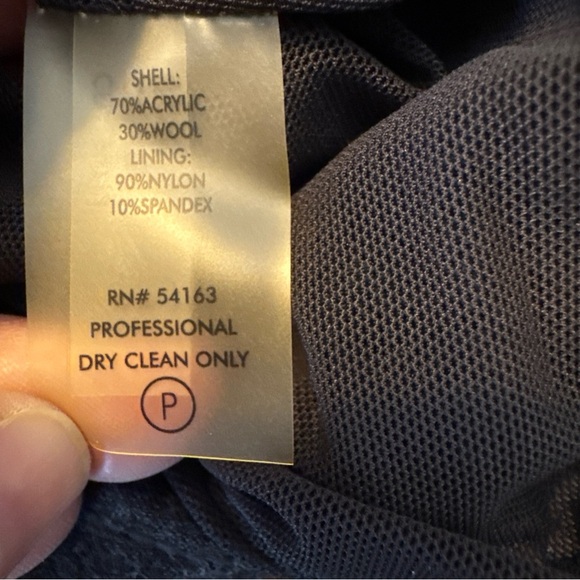 SHELL:
70%ACRYLIC
30%WOOL
LINING:
90%NYLON
10%SPANDEX
RN# 54163
PROFESSIONAL
DRY CLEAN ONLY
P